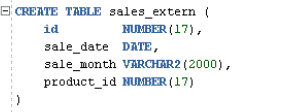 CREATE TABLE sales_extern (
id NUMBER(17),
sale_date DATE,
sale_month VARCHAR2(2000),
product_id NUMBER(17)
)